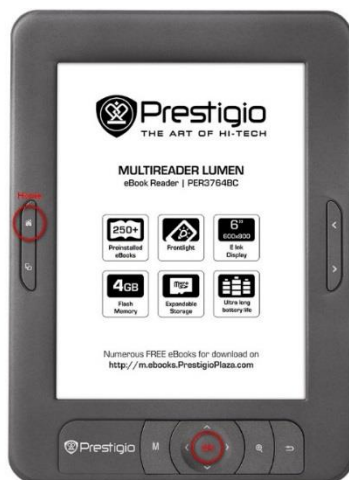 Prestigio
THE ART OF HI-TECH
MULTIREADER LUMEN
eBook Reader | PER3764BC
250+
Preinstalled
eBooks
Frontlight
6"
600x800
E Ink
Display
4GB
Flash
Memory
Expandable
Storage
Ultra long
battery life
Numerous FREE eBooks for download on
http://m.ebooks.PrestigioPlaza.com
Prestigio
M